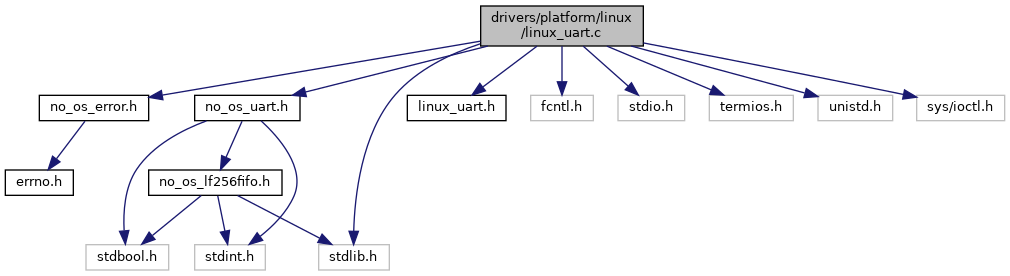 drivers/platform/linux
/linux_uart.c
no_os_error.h
no_os_uart.h
linux_uart.h
fcntl.h
stdio.h
termios.h
unistd.h
sys/ioctl.h
errno.h
no_os_lf256fifo.h
stdbool.h
stdint.h
stdlib.h